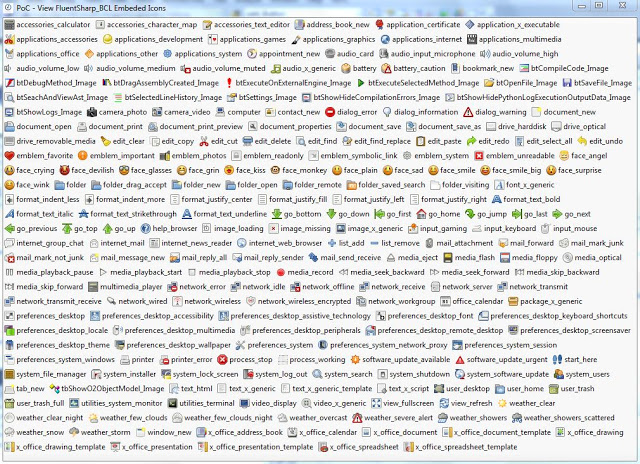 PoC - View FluentSharp_BCL Embeded Icons
accessories_calculator accessories_character_map accessories_text_editor address_book_new application_certificate application_x_executable
applications_accessories applications_development applications_games applications_graphics applications_internet applications_multimedia
applications_office applications_other applications_system appointment_new audio_card audio_input_microphone audio_volume_high
audio_volume_low audio_volume_medium audio_volume_muted audio_x_generic battery battery_caution bookmark_new btCompileCode_Image
btDebugMethod_Image btDragAssemblyCreated_Image btExecuteOnExternalEngine_Image btExecuteSelectedMethod_Image btOpenFile_Image btSaveFile_Image
btSeachAndViewAst_Image btSelectedLineHistory_Image btSettings_Image btShowHideCompilationErrors_Image btShowHidePythonLogExecutionOutputData_Image
btShowLogs_Image camera_photo camera_video computer contact_new dialog_error dialog_information dialog_warning document_new
document_open document_print document_print_preview document_properties document_save document_save_as drive_harddisk drive_optical
drive_removable_media edit_clear edit_copy edit_cut edit_delete edit_find edit_find_replace edit_paste edit_redo edit_select_all edit_undo
emblem_favorite emblem_important emblem_photos emblem_readonly emblem_symbolic_link emblem_system emblem_unreadable face_angel
face_crying face_devilish face_glasses face_grin face_kiss face_monkey face_plain face_sad face_smile face_smile_big face_surprise
face_wink folder folder_drag_accept folder_new folder_open folder_remote folder_saved_search folder_visiting font_x_generic
format_indent_less format_indent_more format_justify_center format_justify_fill format_justify_left format_justify_right format_text_bold
format_text_italic format_text_strikethrough format_text_underline go_bottom go_down go_first go_home go_jump go_last go_next
go_previous go_top go_up help_browser image_loading image_missing image_x_generic input_gaming input_keyboard input_mouse
internet_group_chat internet_mail internet_news_reader internet_web_browser list_add list_remove mail_attachment mail_forward mail_mark_junk
mail_mark_not_junk mail_message_new mail_reply_all mail_reply_sender mail_send_receive media_eject media_flash media_floppy media_optical
media_playback_pause media_playback_start media_playback_stop media_record media_seek_backward media_seek_forward media_skip_backward
media_skip_forward multimedia_player network_error network_idle network_offline network_receive network_server network_transmit
network_transmit_receive network_wired network_wireless network_wireless_encrypted network_workgroup office_calendar package_x_generic
preferences_desktop preferences_desktop_accessibility preferences_desktop_assistive_technology preferences_desktop_font preferences_desktop_keyboard_shortcuts
preferences_desktop_locale preferences_desktop_multimedia preferences_desktop_peripherals preferences_desktop_remote_desktop preferences_desktop_screensaver
preferences_desktop_theme preferences_desktop_wallpaper preferences_system preferences_system_network_proxy preferences_system_session
preferences_system_windows printer printer_error process_stop process_working software_update_available software_update_urgent start_here
system_file_manager system_installer system_lock_screen system_log_out system_search system_shutdown system_software_update system_users
tab_new tbShowO2ObjectModel_Image text_html text_x_generic text_x_generic_template text_x_script user_desktop user_home user_trash
user_trash_full utilities_system_monitor utilities_terminal video_display video_x_generic view_fullscreen view_refresh weather_clear
weather_clear_night weather_few_clouds weather_few_clouds_night weather_overcast weather_severe_alert weather_showers weather_showers_scattered
weather_snow weather_storm window_new x_office_address_book x_office_calendar x_office_document x_office_document_template x_office_drawing
x_office_drawing_template x_office_presentation x_office_presentation_template x_office_spreadsheet x_office_spreadsheet_template